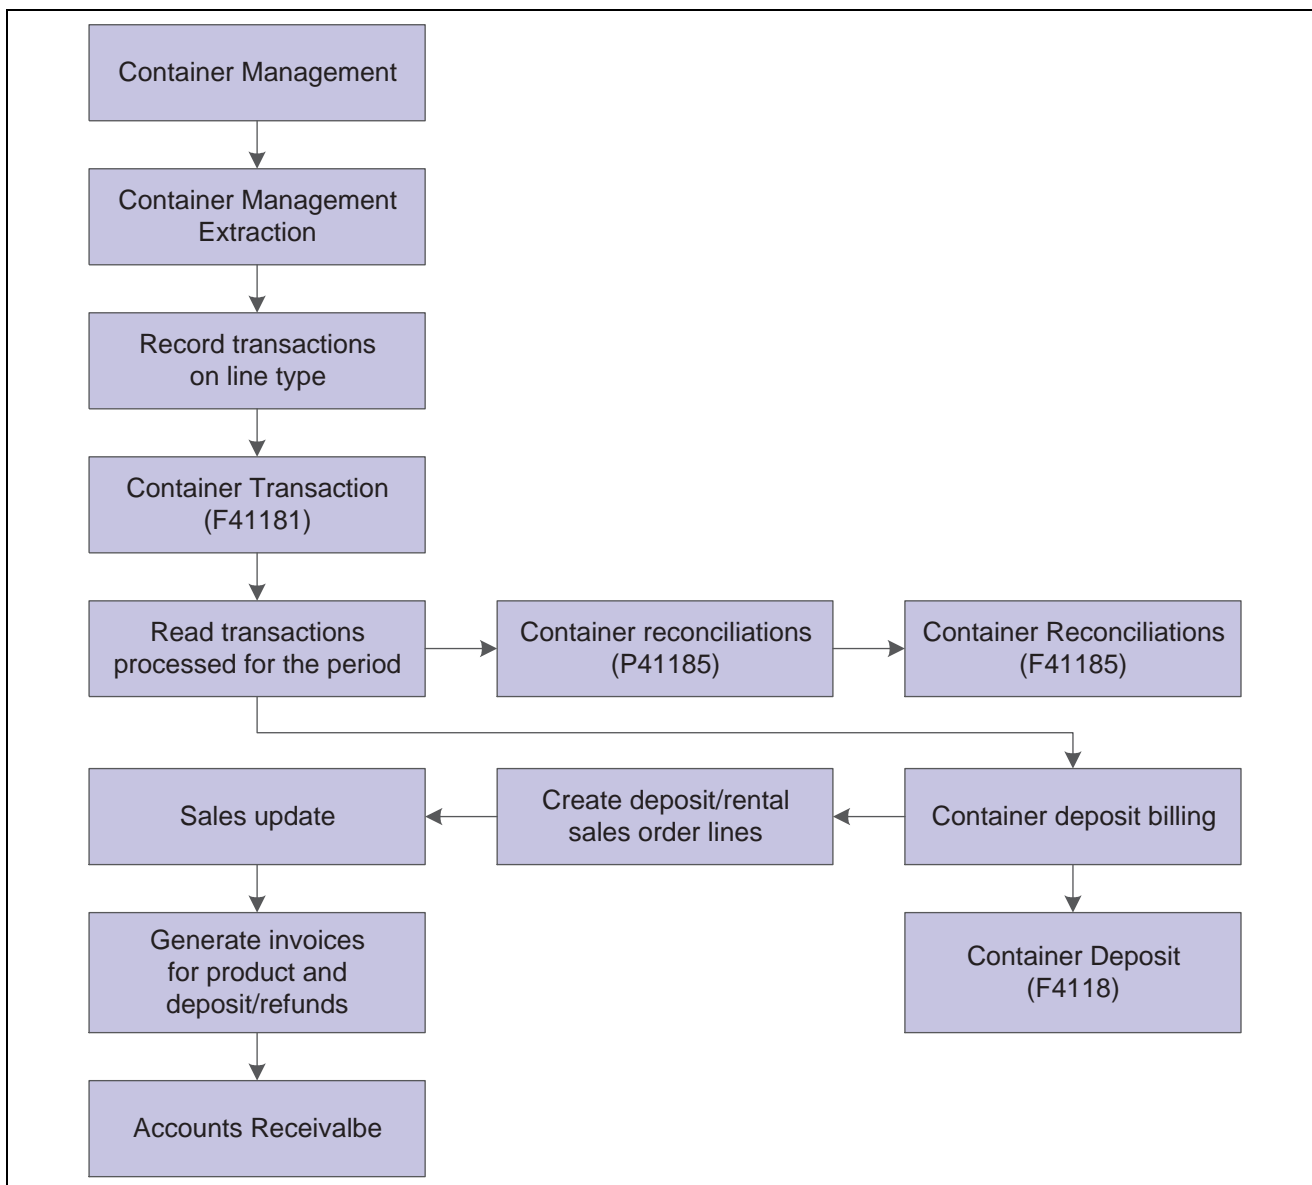 Container Management
Container Management
Extraction
Record transactions
on line type
Container Transaction
(F41181)
Read transactions
processed for the period
Container reconciliations
(P41185)
Container Reconciliations
(F41185)
Sales update
Create deposit/rental
sales order lines
Container deposit billing
Generate invoices
for product and
deposit/refunds
Container Deposit
(F4118)
Accounts Receivalbe